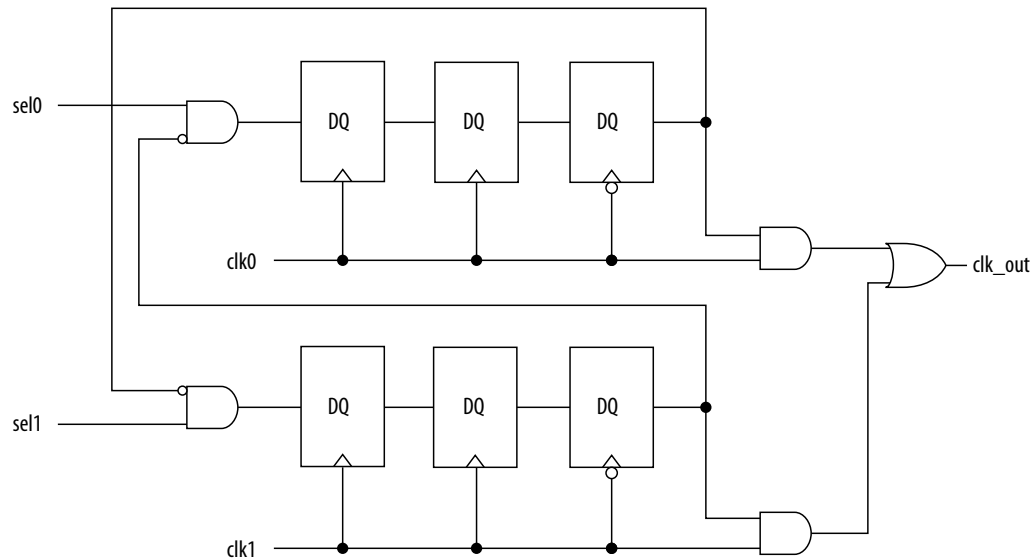 sel0
DQ DQ DQ
clk0
clk_out
DQ DQ DQ
sel1
clk1